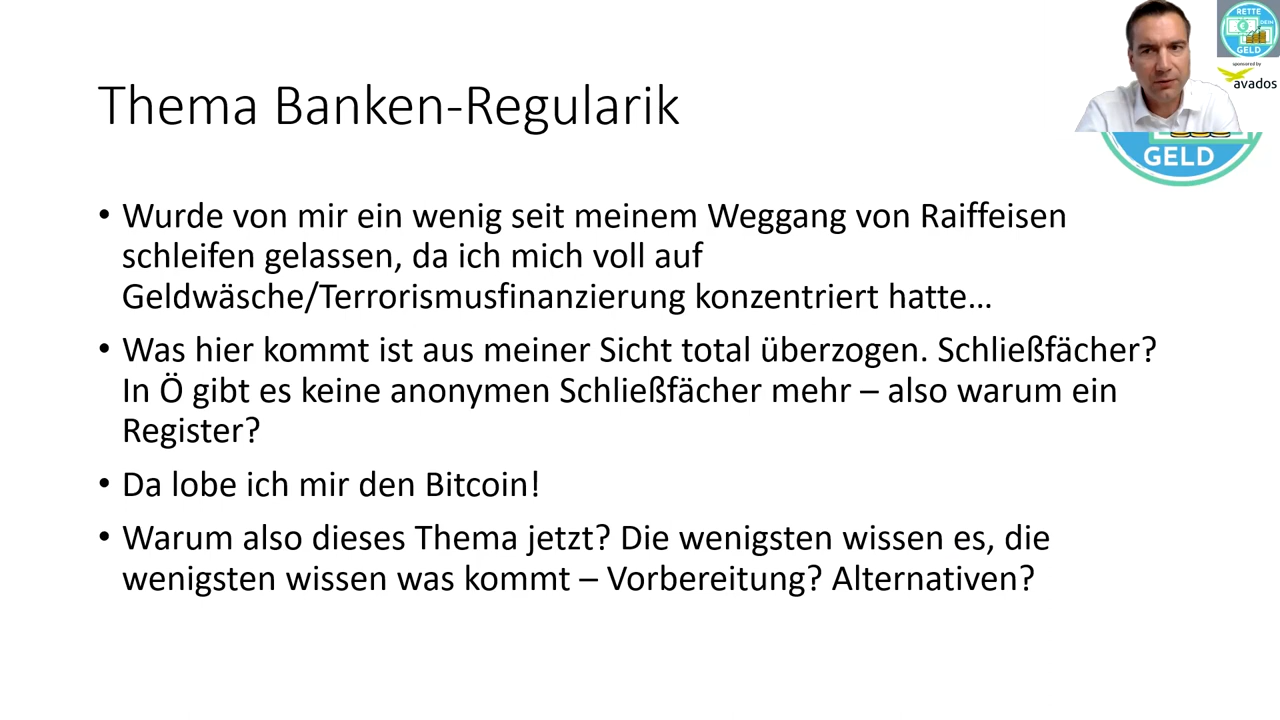 Thema Banken-Regularik
• Wurde von mir ein wenig seit meinem Weggang von Raiffeisen
schleifen gelassen, da ich mich voll auf
Geldwäsche/Terrorismusfinanzierung konzentriert hatte…
• Was hier kommt ist aus meiner Sicht total überzogen. Schließfächer?
In Ö gibt es keine anonymen Schließfächer mehr – also warum ein
Register?
• Da lobe ich mir den Bitcoin!
• Warum also dieses Thema jetzt? Die wenigsten wissen es, die
wenigsten wissen was kommt – Vorbereitung? Alternativen?
RETTE
DEIN
GELD
sponsored by
avados
GELD